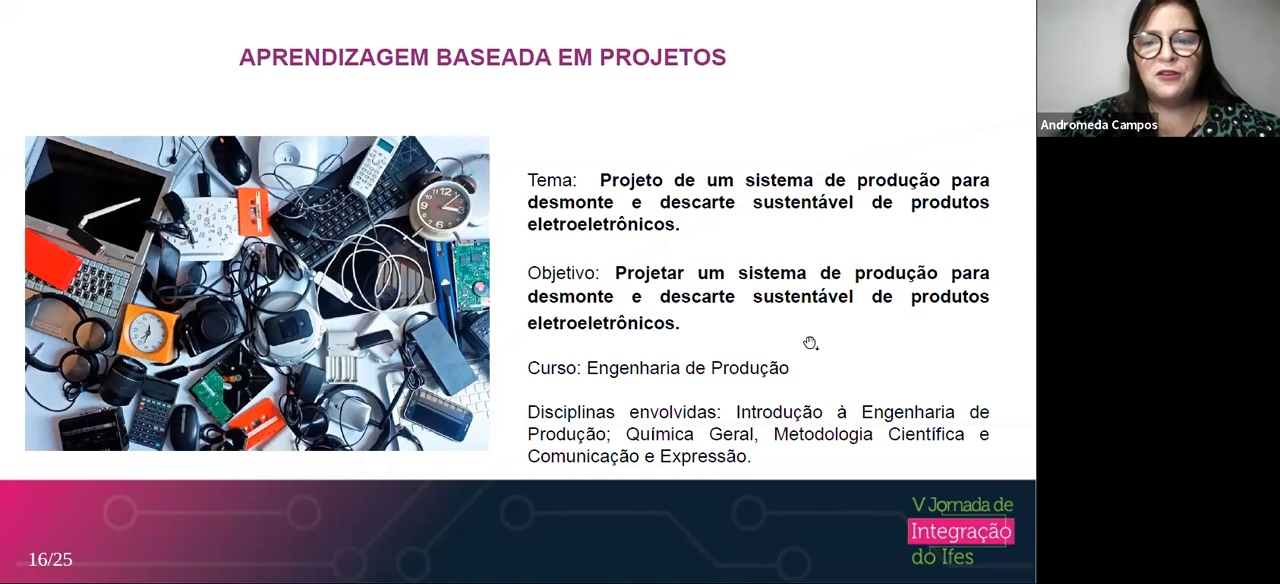 APRENDIZAGEM BASEADA EM PROJETOS
Andromeda Campos
Tema: Projeto de um sistema de produção para
desmonte e descarte sustentável de produtos
eletroeletrônicos.
Objetivo: Projetar um sistema de produção para
desmonte e descarte sustentável de produtos
eletroeletrônicos.
Curso: Engenharia de Produção
Disciplinas envolvidas: Introdução à Engenharia de
Produção; Química Geral, Metodologia Científica e
Comunicação e Expressão.
V Jornada de
Integração
do Ifes
16/25